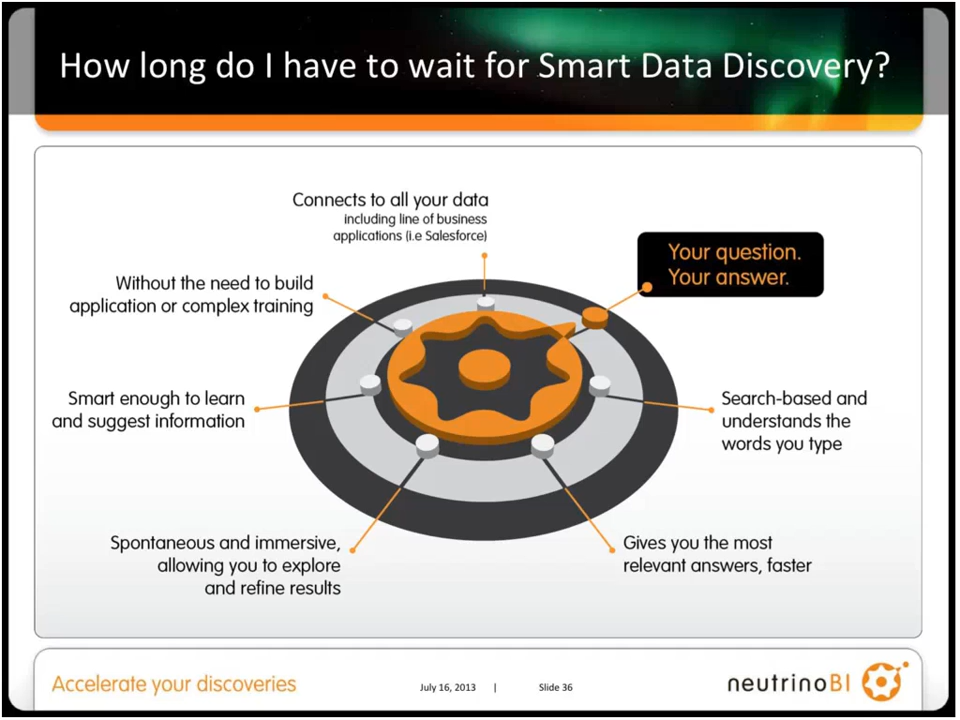 How long do I have to wait for Smart Data Discovery?
Connects to all your data
including line of business
applications (i.e Salesforce)
Your question.
Your answer.
Without the need to build
application or complex training
Smart enough to learn
and suggest information
Search-based and
understands the
words you type
Spontaneous and immersive,
allowing you to explore
and refine results
Gives you the most
relevant answers, faster
Accelerate your discoveries
July 16, 2013 | Slide 36
neutrinoBI